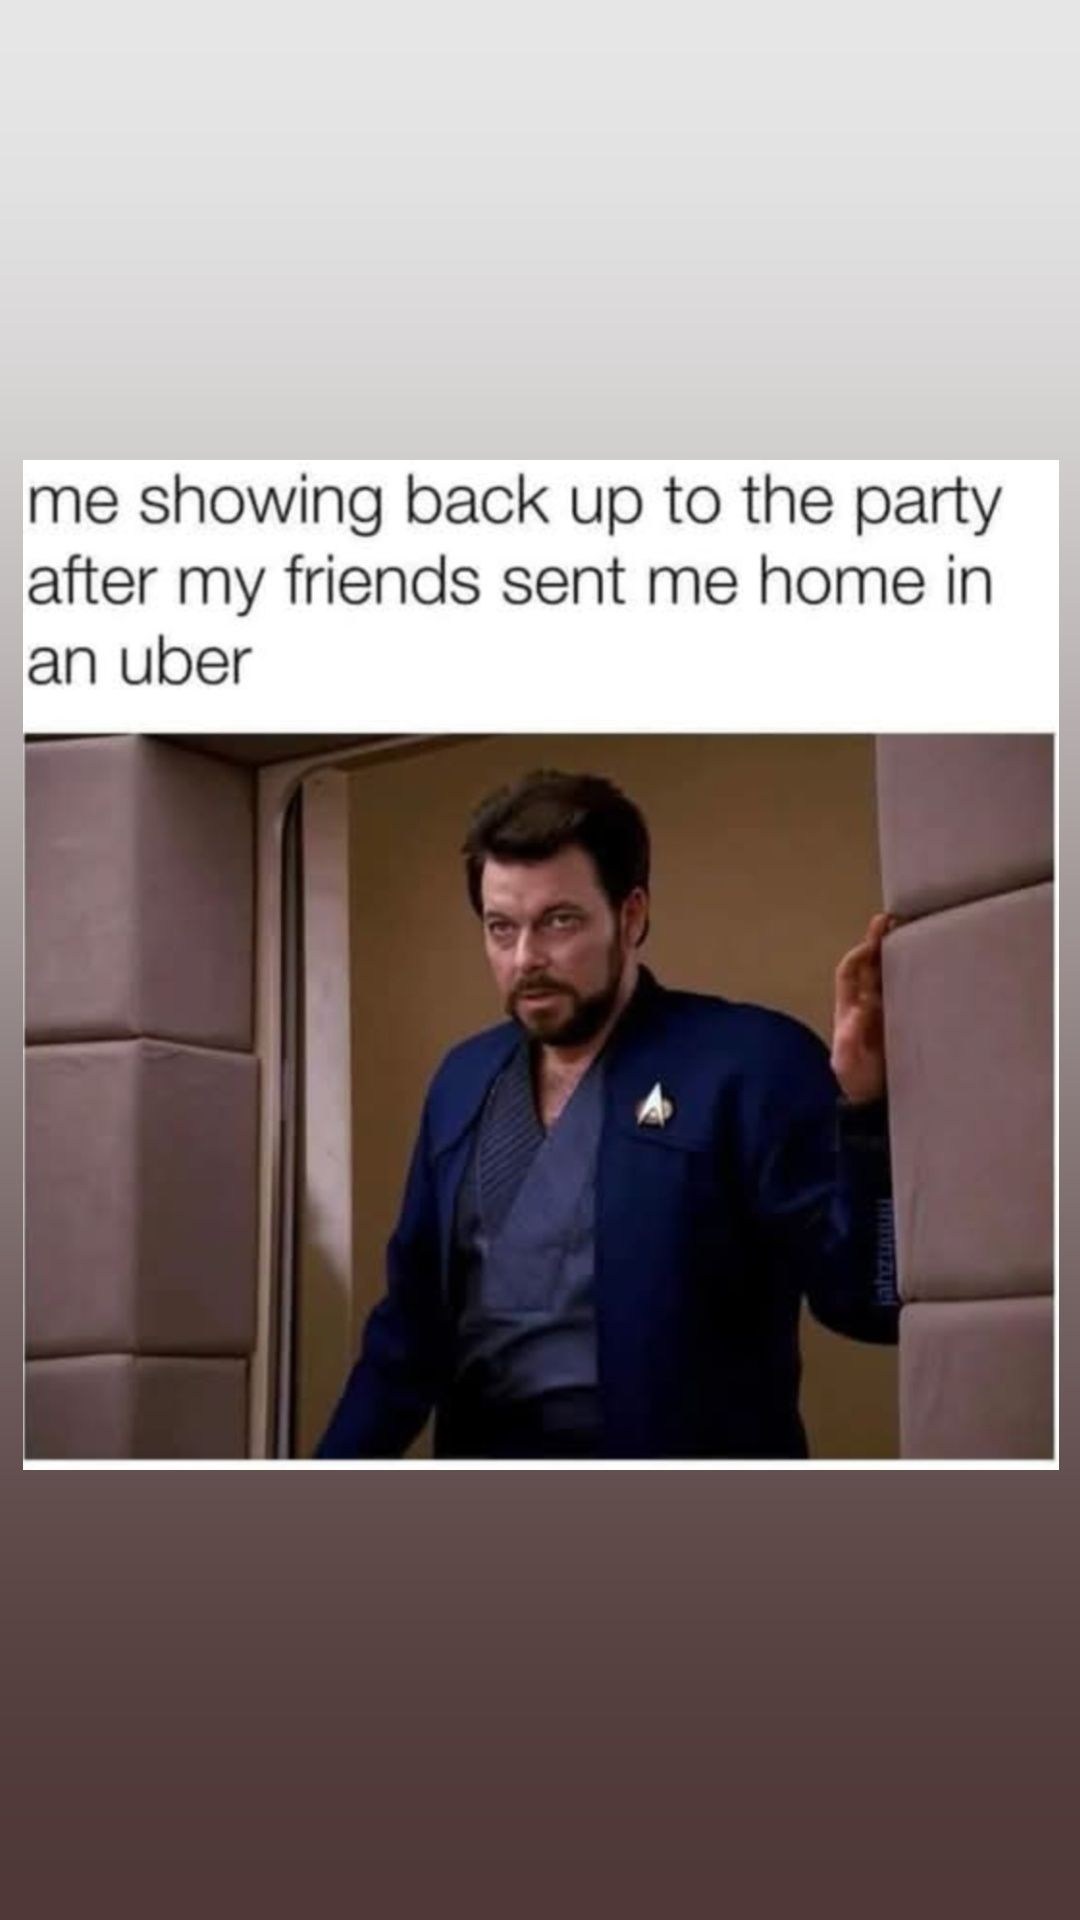 me showing back up to the party
after my friends sent me home in
an uber